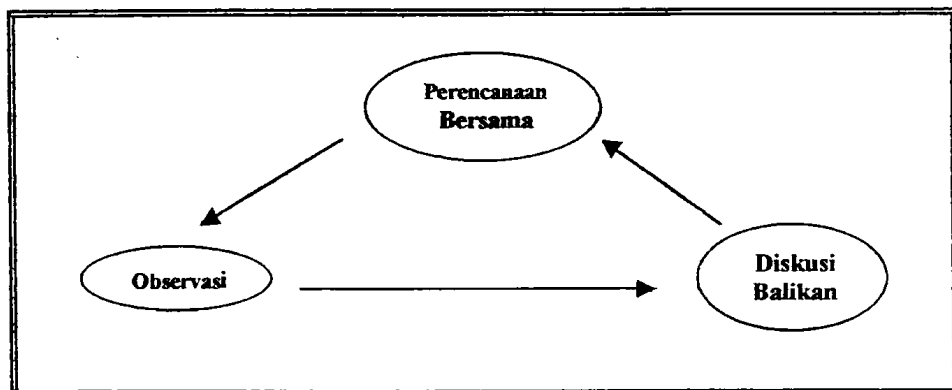 Perencanaan
Bersama
Observasi
Diskusi
Balikan